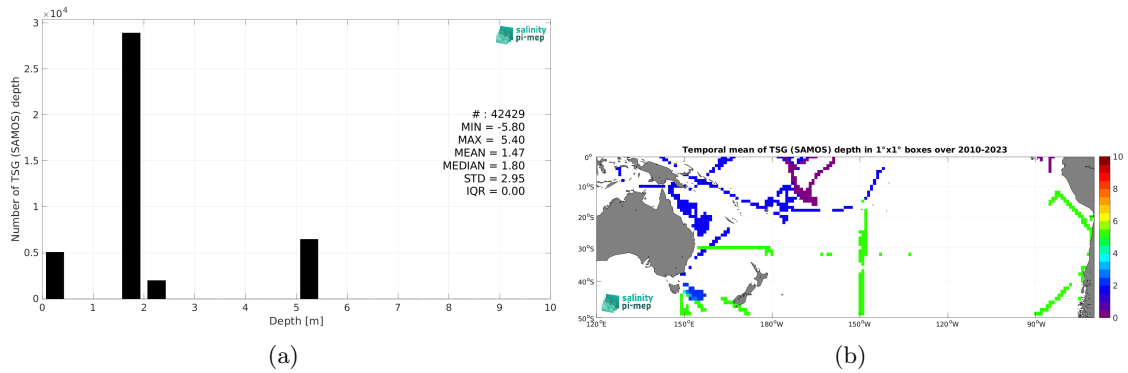 ×10⁴
3
2.5
2
1.5
1
0.5
0
0 1 2 3 4 5 6 7 8 9 10
Number of TSG (SAMOS) depth
Depth [m]
salinity
pi-mep
# : 42429
MIN = -5.80
MAX = 5.40
MEAN = 1.47
MEDIAN = 1.80
STD = 2.95
IQR = 0.00
(a)
Temporal mean of TSG (SAMOS) depth in 1°x1° boxes over 2010-2023
0°
10°S
20°S
30°S
40°S
50°S
120°E 150°E 180°W 150°W 120°W 90°W
10
8
6
4
2
0
salinity
pi-mep
(b)